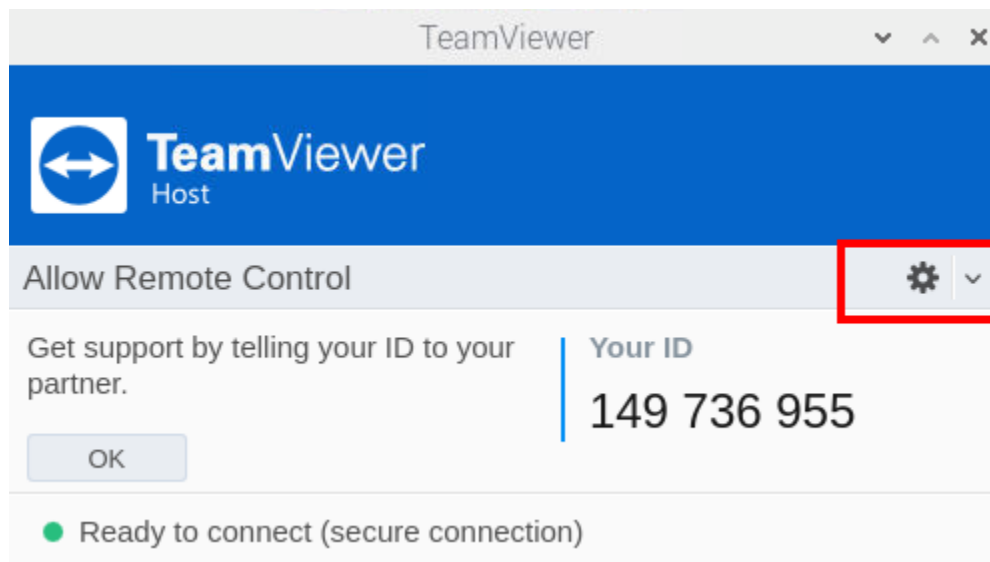 TeamViewer
TeamViewer
Host
Allow Remote Control
Get support by telling your ID to your
partner.
Your ID
149 736 955
OK
Ready to connect (secure connection)